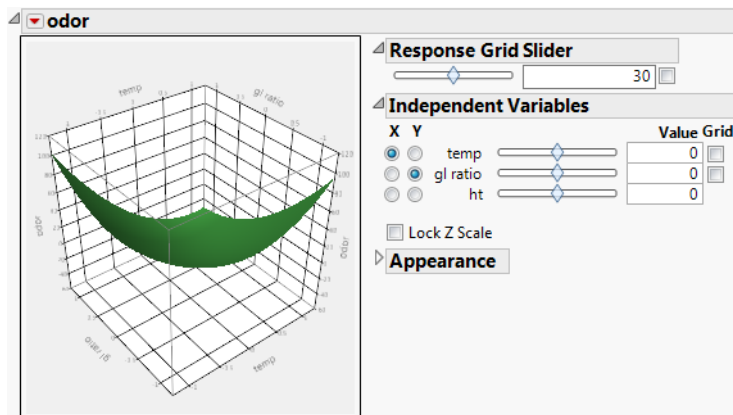 odor
Response Grid Slider
30
Independent Variables
X Y Value Grid
temp 0
gl ratio 0
ht 0
Lock Z Scale
Appearance
temp
gl ratio
odor
odor
gl ratio
temp